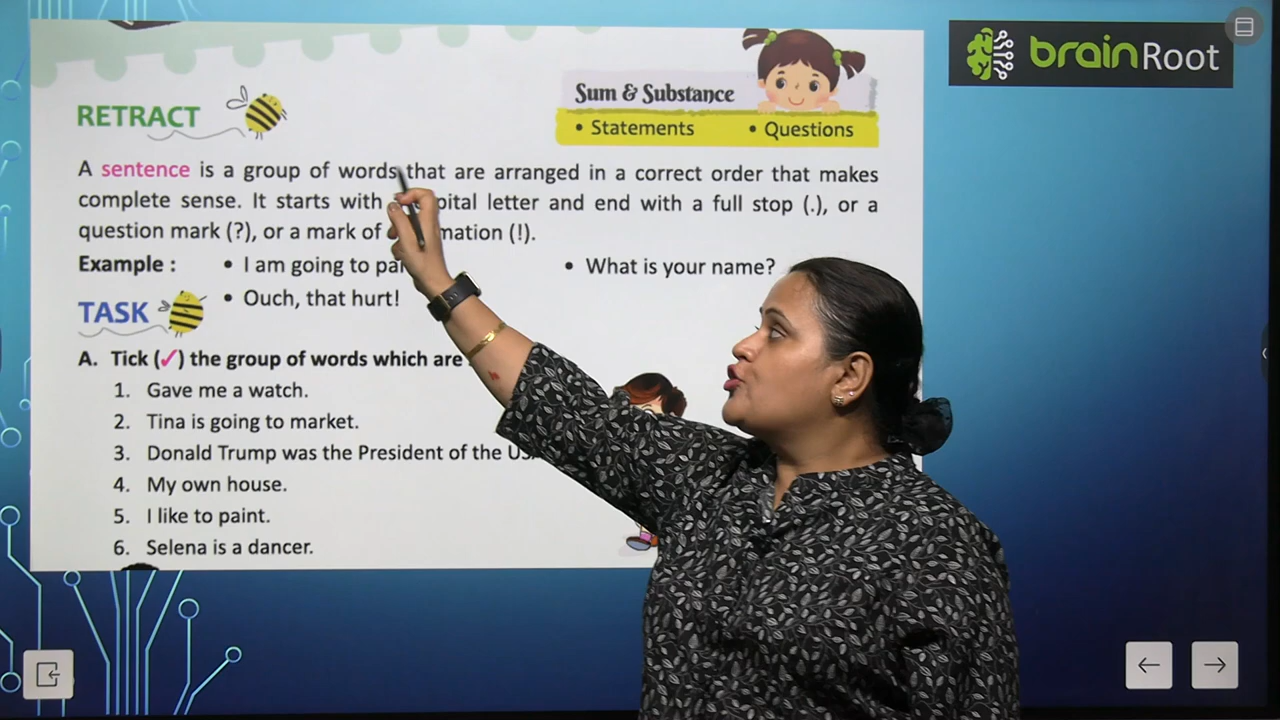 brainRoot
Sum & Substance
RETRACT
• Statements • Questions
A sentence is a group of words that are arranged in a correct order that makes
complete sense. It starts with pital letter and end with a full stop (.), or a
question mark (?), or a mark of mation (!).
Example : • I am going to • What is your name?
• Ouch, that hurt!
TASK
A. Tick (✓) the group of words which are
1. Gave me a watch.
2. Tina is going to market.
3. Donald Trump was the President of the
4. My own house.
5. I like to paint.
6. Selena is a dancer.